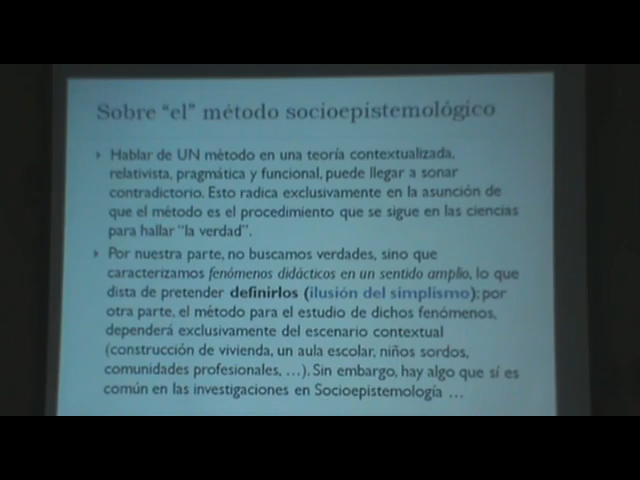 Sobre “el” método socioepistemológico
Hablar de UN método en una teoría contextualizada,
relativista, pragmática y funcional, puede llegar a sonar
contradictorio. Esto radica exclusivamente en la asunción de
que el método es el procedimiento que se sigue en las ciencias
para hallar “la verdad”.
Por nuestra parte, no buscamos verdades, sino que
caracterizamos fenómenos didácticos en un sentido amplio, lo que
dista de pretender definirlos (ilusión del simplismo); por
otra parte, el método para el estudio de dichos fenómenos,
dependerá exclusivamente del escenario contextual
(construcción de vivienda, un aula escolar, niños sordos,
comunidades profesionales, …). Sin embargo, hay algo que sí es
común en las investigaciones en Socioepistemología …